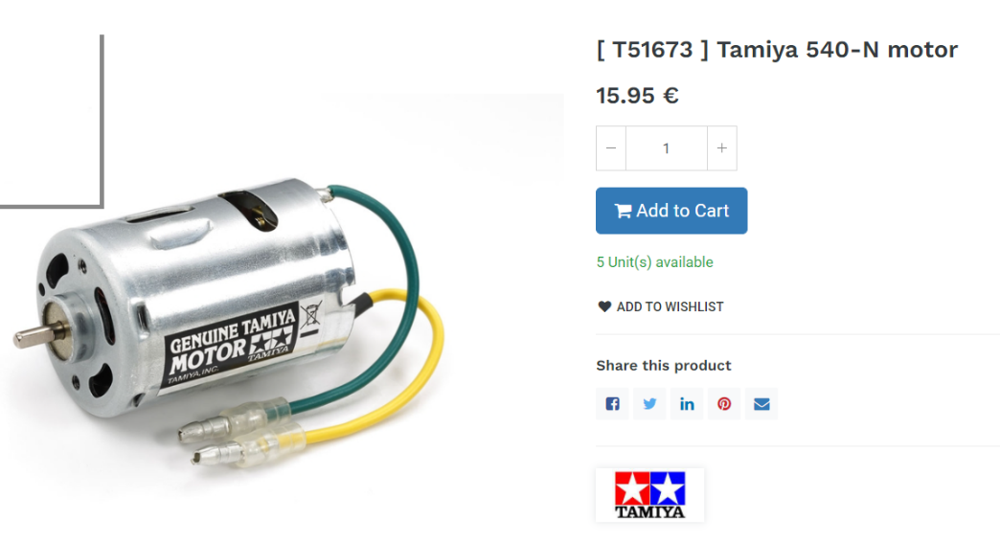 [ T51673 ] Tamiya 540-N motor
15.95 €
− 1 +
Add to Cart
5 Unit(s) available
ADD TO WISHLIST
Share this product
GENUINE TAMIYA
MOTOR TAMIYA
TAMIYA, INC.
TAMIYA